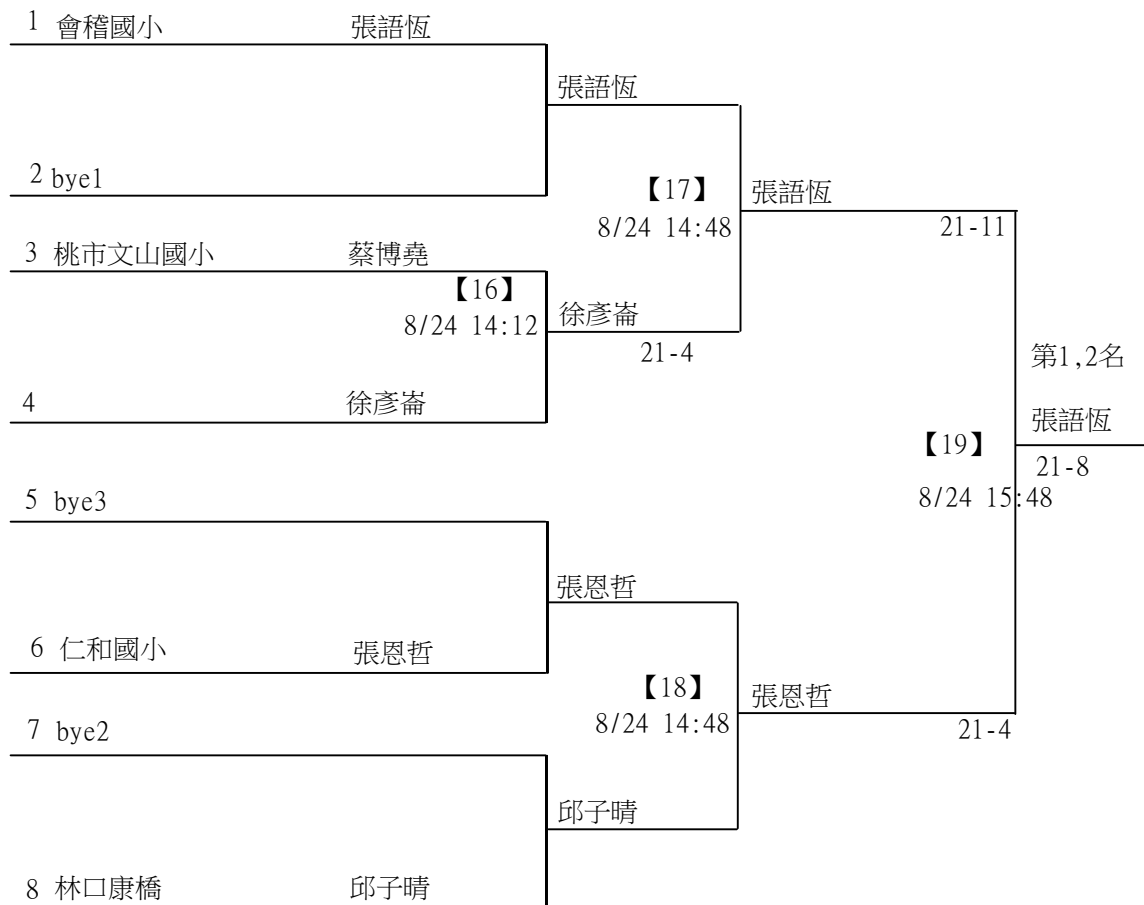 1 會稽國小 張語恆
張語恆
2 bye1
【17】
張語恆
8/24 14:48
21-11
3 桃市文山國小 蔡博堯
【16】
8/24 14:12
徐彥崙
21-4
第1,2名
4 徐彥崙
張語恆
【19】
21-8
8/24 15:48
5 bye3
張恩哲
6 仁和國小 張恩哲
【18】
張恩哲
8/24 14:48
21-4
7 bye2
邱子晴
8 林口康橋 邱子晴